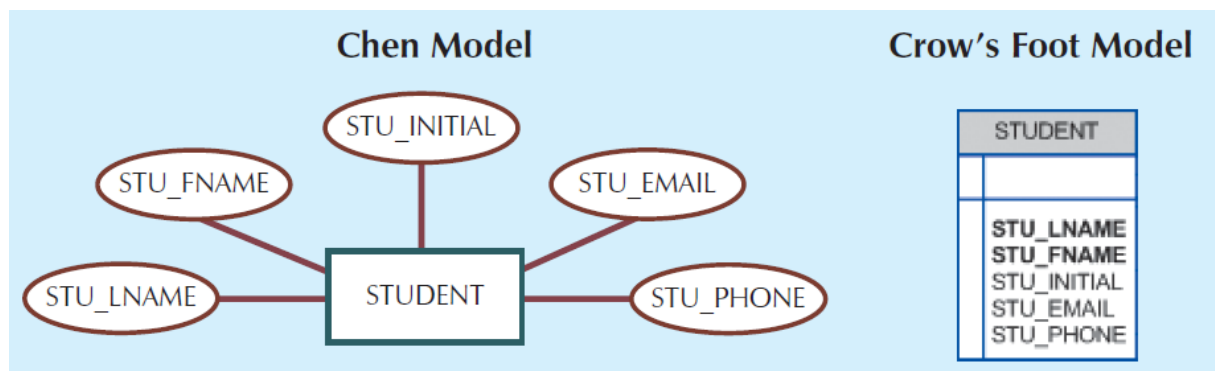 Chen Model
STU_INITIAL
STU_FNAME
STU_EMAIL
STU_LNAME
STUDENT
STU_PHONE
Crow's Foot Model
STUDENT
STU_LNAME
STU_FNAME
STU_INITIAL
STU_EMAIL
STU_PHONE